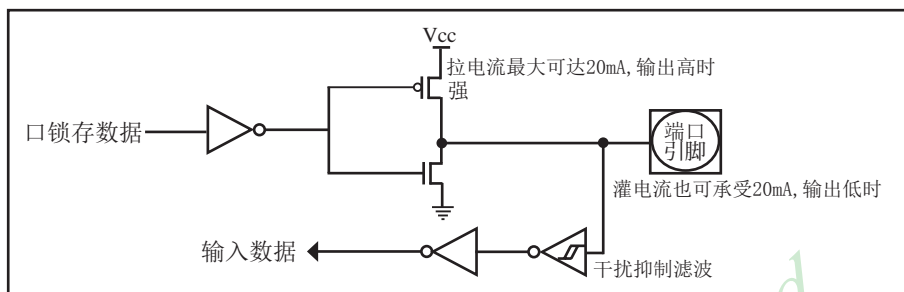 Vcc
拉电流最大可达20mA,输出高时
强
口锁存数据
端口
引脚
灌电流也可承受20mA,输出低时
输入数据
干扰抑制滤波
d